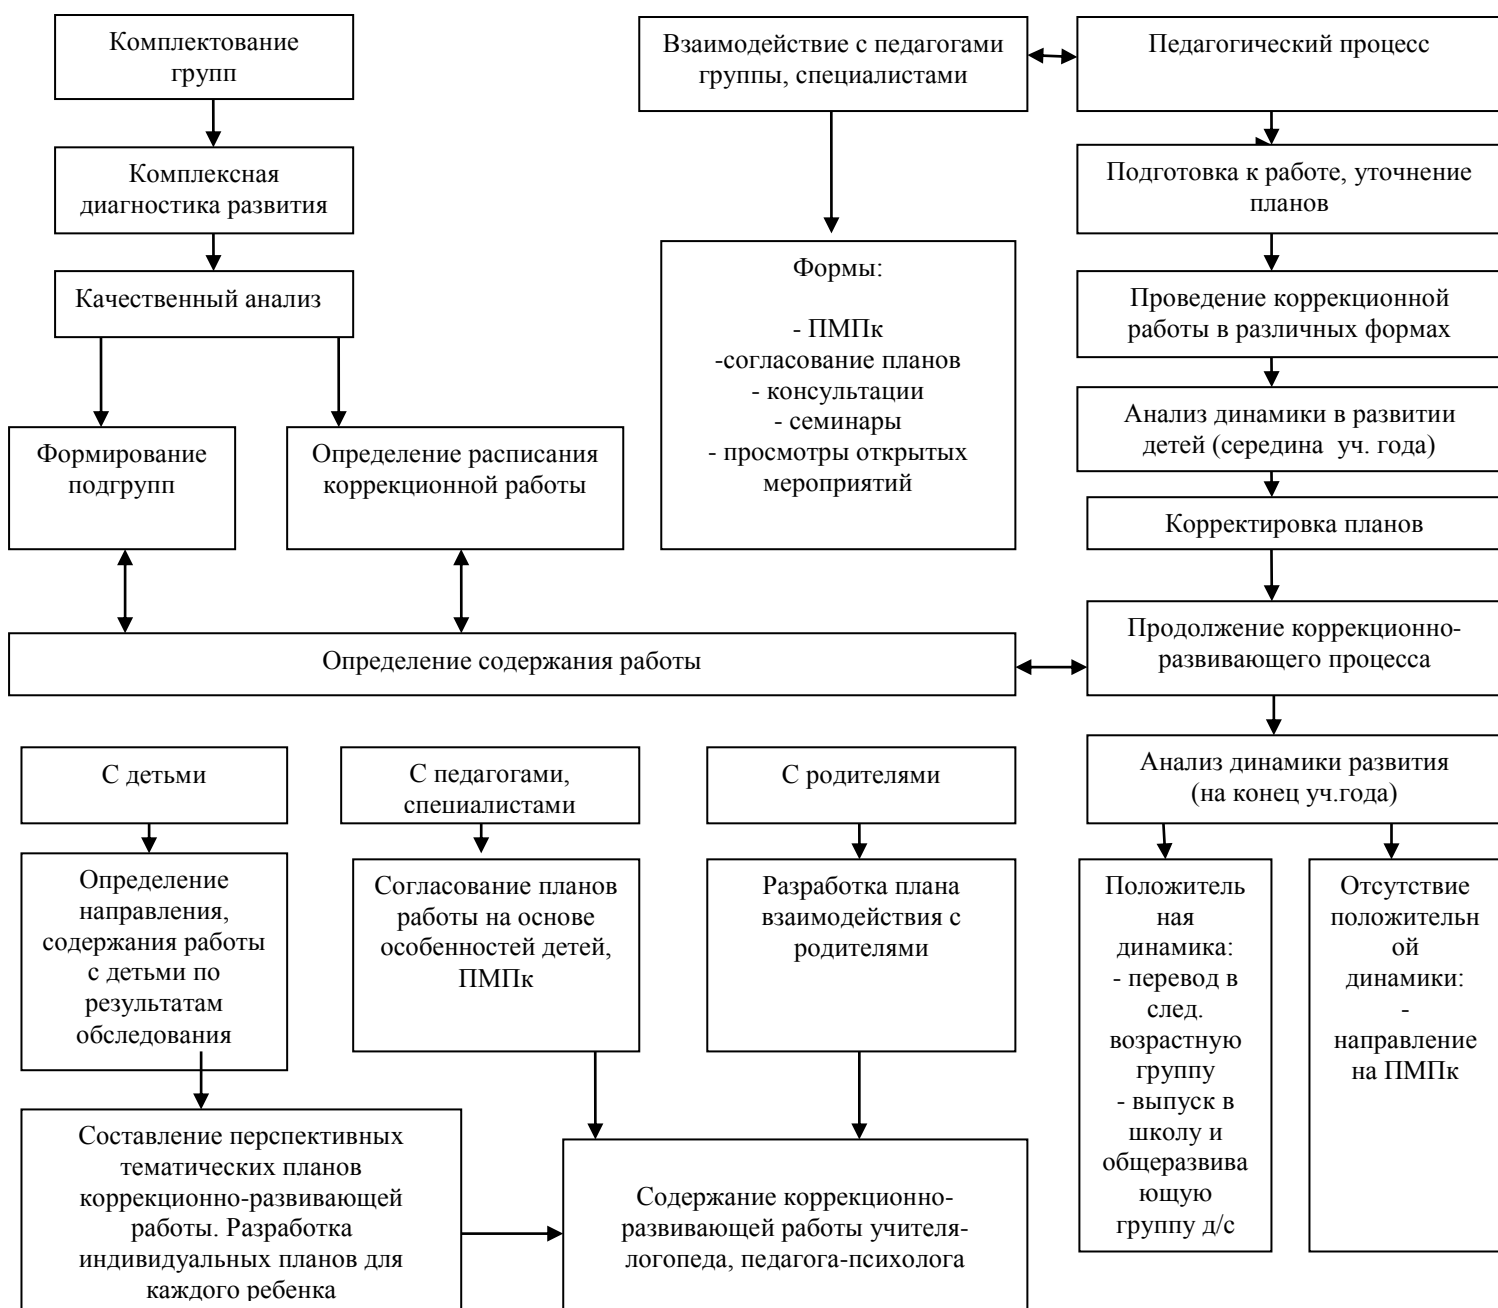 Комплектование
групп
Взаимодействие с педагогами
группы, специалистами
Педагогический процесс
Комплексная
диагностика развития
Подготовка к работе, уточнение
планов
Качественный анализ
Формы:
- ПМПк
-согласование планов
- консультации
- семинары
- просмотры открытых
мероприятий
Проведение коррекционной
работы в различных формах
Анализ динамики в развитии
детей (середина уч. года)
Формирование
подгрупп
Определение расписания
коррекционной работы
Корректировка планов
Определение содержания работы
Продолжение коррекционно-
развивающего процесса
С детьми
С педагогами,
специалистами
С родителями
Анализ динамики развития
(на конец уч.года)
Определение
направления,
содержания работы
с детьми по
результатам
обследования
Согласование планов
работы на основе
особенностей детей,
ПМПк
Разработка плана
взаимодействия с
родителями
Положитель
ная
динамика:
- перевод в
след.
возрастную
группу
- выпуск в
школу и
общеразвива
ющую
группу д/с
Отсутствие
положительн
ой
динамики:
-
направление
на ПМПк
Составление перспективных
тематических планов
коррекционно-развивающей
работы. Разработка
индивидуальных планов для
каждого ребенка
Содержание коррекционно-
развивающей работы учителя-
логопеда, педагога-психолога